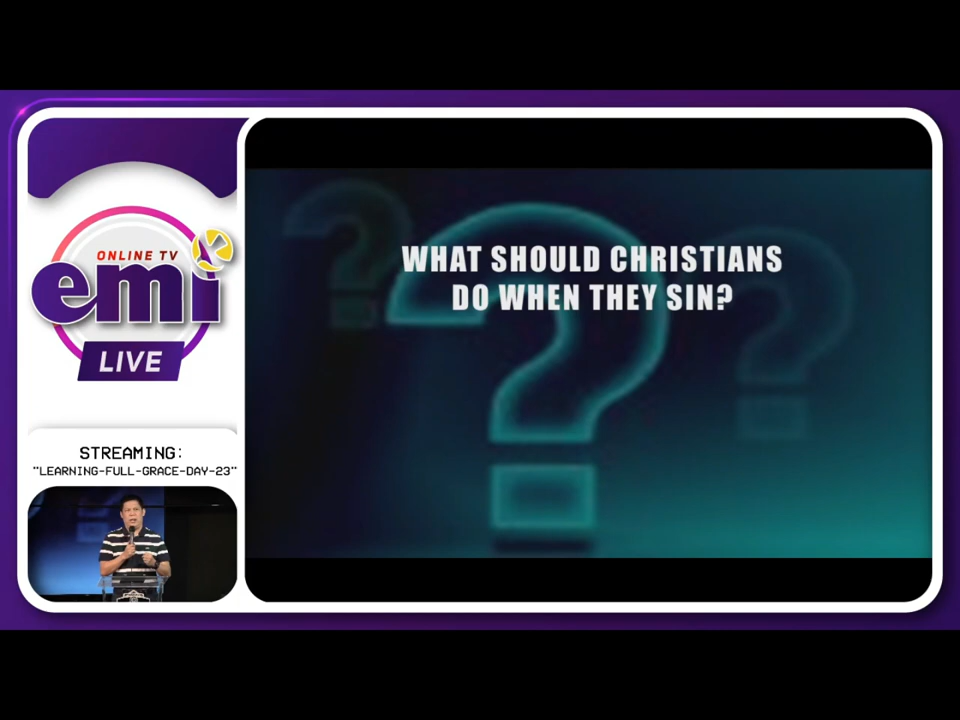 ONLINE TV
emi
LIVE
STREAMING:
"LEARNING-FULL-GRACE-DAY-23"
WHAT SHOULD CHRISTIANS
DO WHEN THEY SIN?